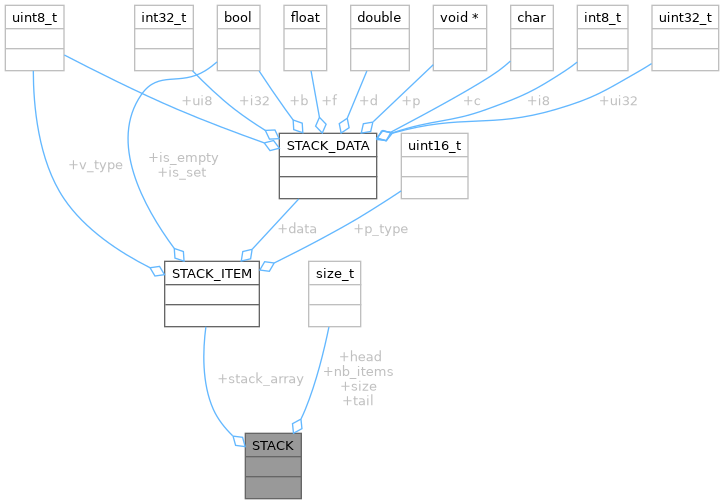 uint8_t
int32_t
bool
float
double
void *
char
int8_t
uint32_t
+ui8
+i32
+b
+f
+d
+p
+c
+i8
+ui32
STACK_DATA
uint16_t
+v_type
+is_empty
+is_set
+data
+p_type
STACK_ITEM
size_t
+stack_array
+head
+nb_items
+size
+tail
STACK